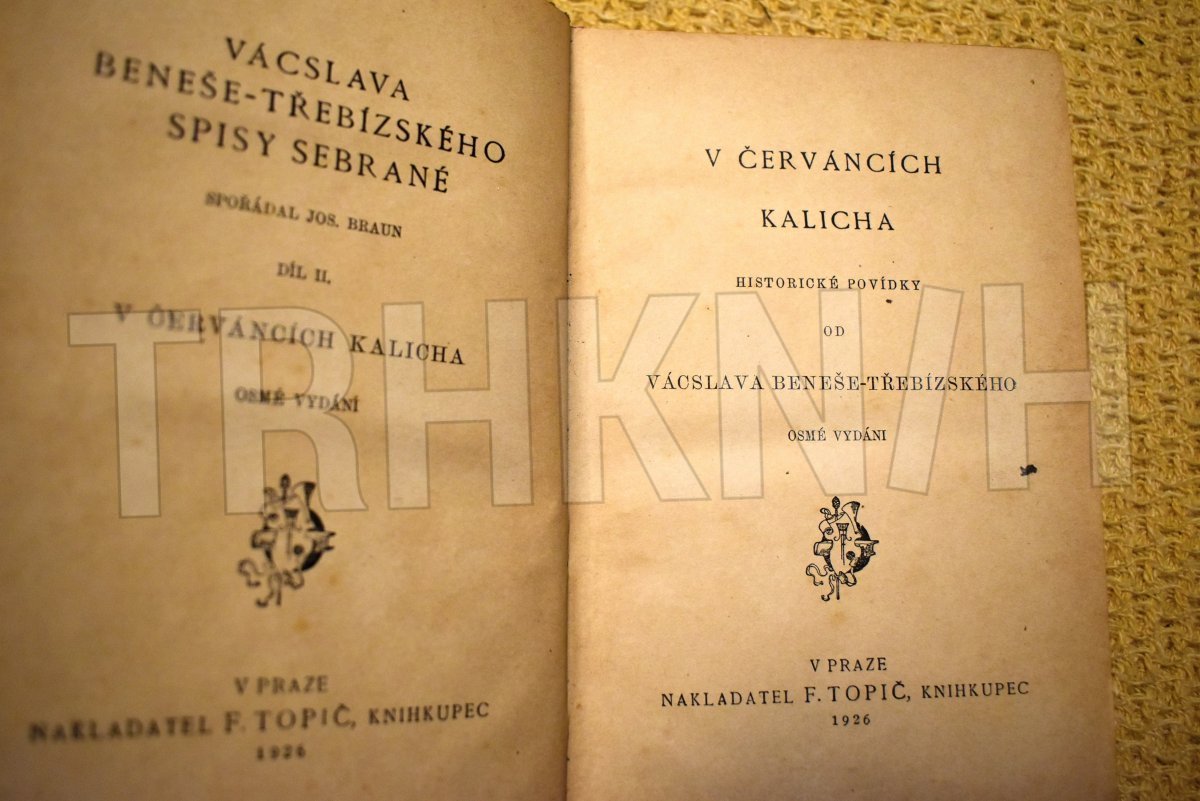 VÁCSLAVA
BENEŠE-TŘEBÍZSKÉHO
SPISY SEBRANÉ
SPOŘÁDAL JOS. BRAUN
DÍL II.
V ČERVÁNCÍCH KALICHA
OSMÉ VYDÁNÍ
V PRAZE
NAKLADATEL F. TOPIČ, KNIHKUPEC
1926
V ČERVÁNCÍCH
KALICHA
HISTORICKÉ POVÍDKY
OD
VÁCSLAVA BENEŠE-TŘEBÍZSKÉHO
OSMÉ VYDÁNI
V PRAZE
NAKLADATEL F. TOPIČ, KNIHKUPEC
1926
TRHKNIH